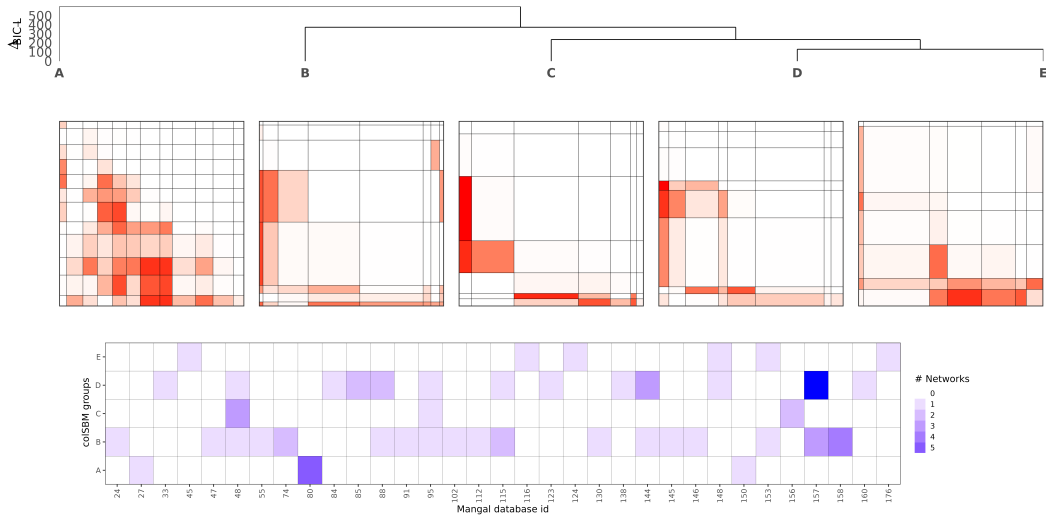 500
400
300
200
100
0
Δ BIC-L
A B C D E
colSBM groups
E
D
C
B
A
24 27 33 45 47 48 55 74 80 84 85 88 91 95 102 112 115 116 123 124 130 138 144 145 146 148 150 153 156 157 158 160 176
Mangal database id
# Networks
0
1
2
3
4
5